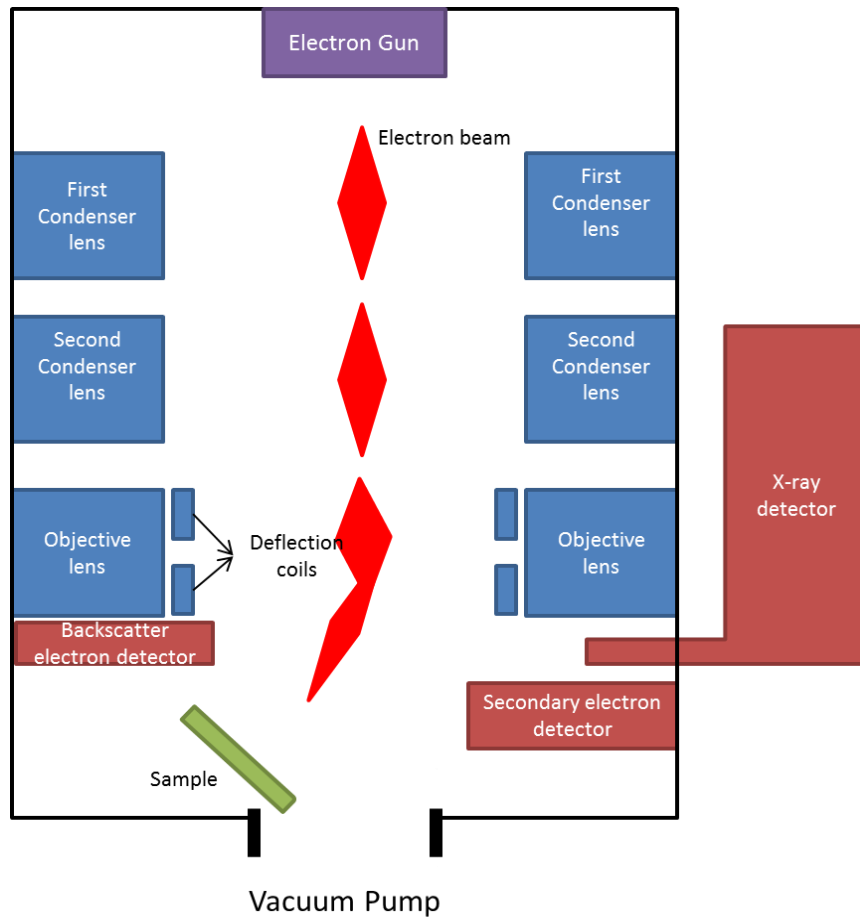 Electron Gun
Electron beam
First
Condenser
lens
First
Condenser
lens
Second
Condenser
lens
Second
Condenser
lens
X-ray
detector
Objective
lens
Deflection
coils
Objective
lens
Backscatter
electron detector
Secondary electron
detector
Sample
Vacuum Pump